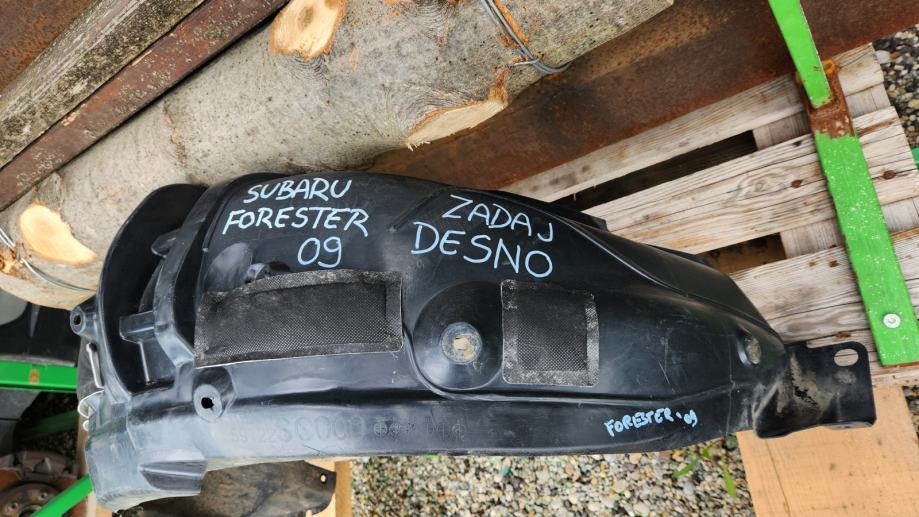 SUBARU
FORESTER
09
ZADAJ
DESNO
FORESTER '09